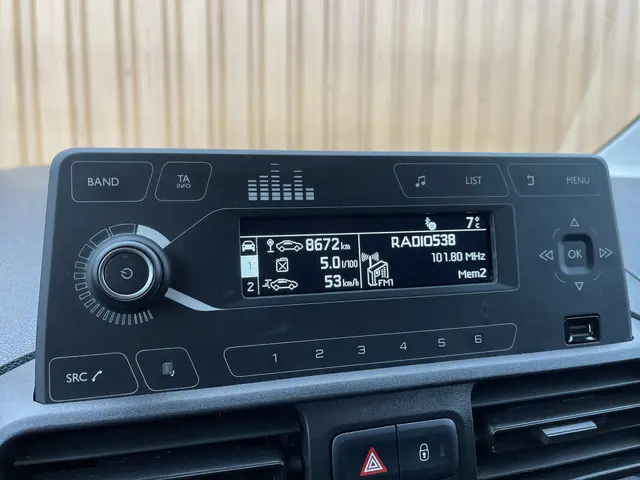 BAND
TA
INFO
LIST
MENU
7°C
8672 km
RADIO538
1
5.0 l/100
101.80 MHz
OK
2
53 km/h
FM1
Mem2
SRC
1 2 3 4 5 6